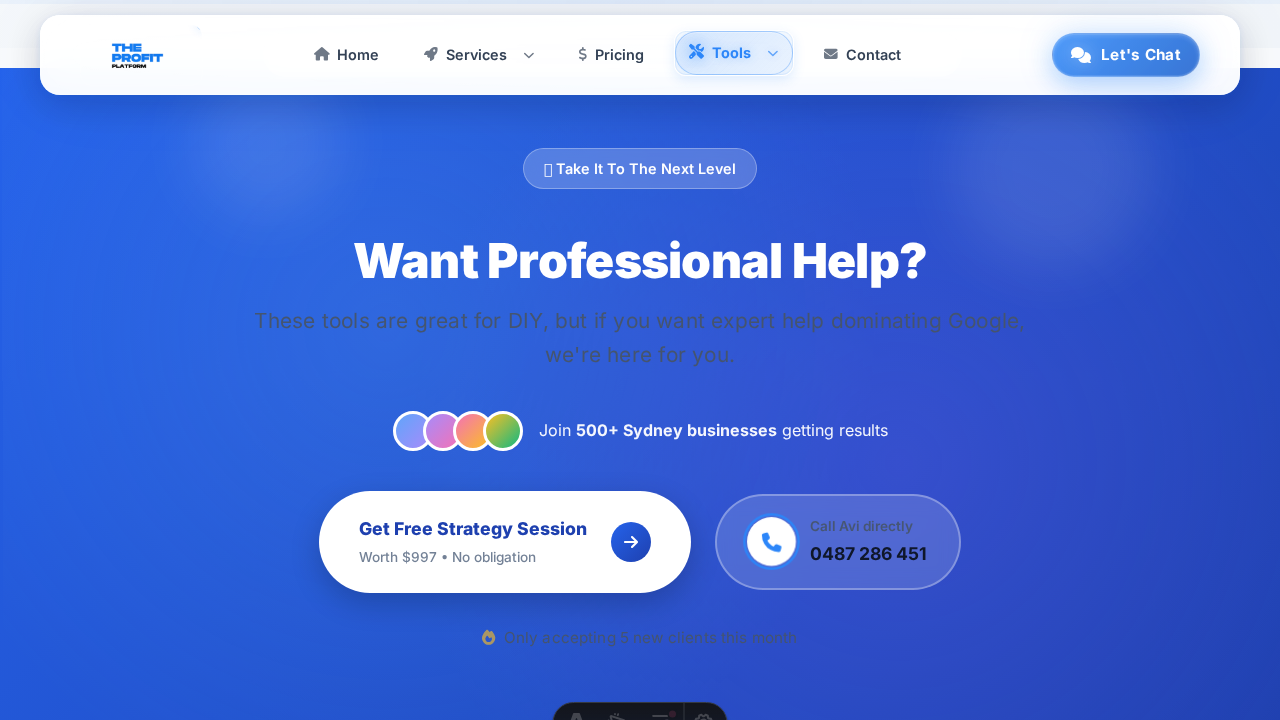 THE
PROFIT
PLATFORM
Home
Services
Pricing
Tools
Contact
Let's Chat
Take It To The Next Level
Want Professional Help?
These tools are great for DIY, but if you want expert help dominating Google,
we're here for you.
Join 500+ Sydney businesses getting results
Get Free Strategy Session
Worth $997 • No obligation
Call Avi directly
0487 286 451
Only accepting 5 new clients this month